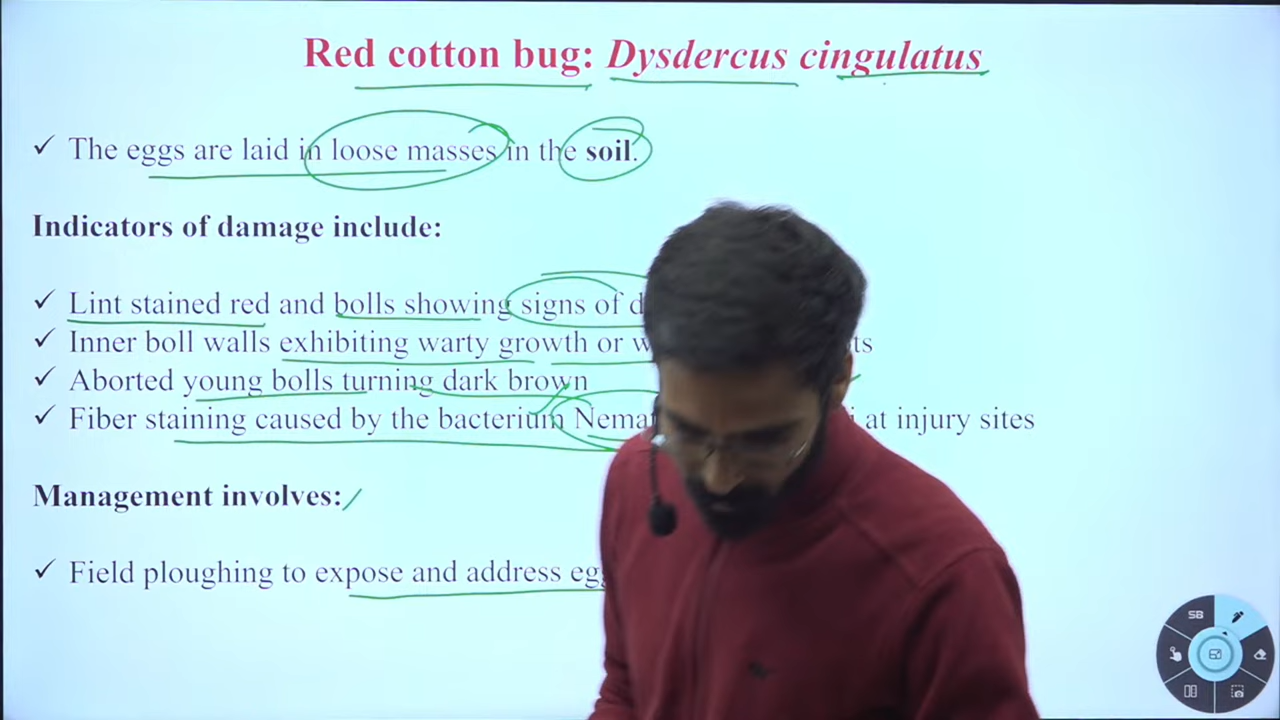 Red cotton bug: Dysdercus cingulatus
✓ The eggs are laid in loose masses in the soil.
Indicators of damage include:
✓ Lint stained red and bolls showing signs of
✓ Inner boll walls exhibiting warty growth or
✓ Aborted young bolls turning dark brown
✓ Fiber staining caused by the bacterium at injury sites
Management involves:
✓ Field ploughing to expose and address
SB